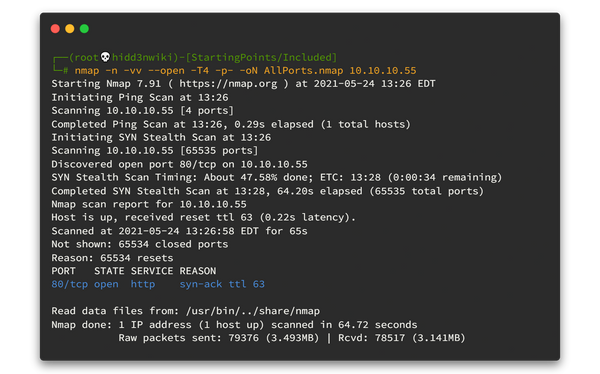 ┌──(root💀hidd3nwiki)-[StartingPoints/Included]
└─# nmap -n -vv --open -T4 -p- -oN AllPorts.nmap 10.10.10.55
Starting Nmap 7.91 ( https://nmap.org ) at 2021-05-24 13:26 EDT
Initiating Ping Scan at 13:26
Scanning 10.10.10.55 [4 ports]
Completed Ping Scan at 13:26, 0.29s elapsed (1 total hosts)
Initiating SYN Stealth Scan at 13:26
Scanning 10.10.10.55 [65535 ports]
Discovered open port 80/tcp on 10.10.10.55
SYN Stealth Scan Timing: About 47.58% done; ETC: 13:28 (0:00:34 remaining)
Completed SYN Stealth Scan at 13:28, 64.20s elapsed (65535 total ports)
Nmap scan report for 10.10.10.55
Host is up, received reset ttl 63 (0.22s latency).
Scanned at 2021-05-24 13:26:58 EDT for 65s
Not shown: 65534 closed ports
Reason: 65534 resets
PORT   STATE SERVICE REASON
80/tcp open  http    syn-ack ttl 63
Read data files from: /usr/bin/../share/nmap
Nmap done: 1 IP address (1 host up) scanned in 64.72 seconds
           Raw packets sent: 79376 (3.493MB) | Rcvd: 78517 (3.141MB)